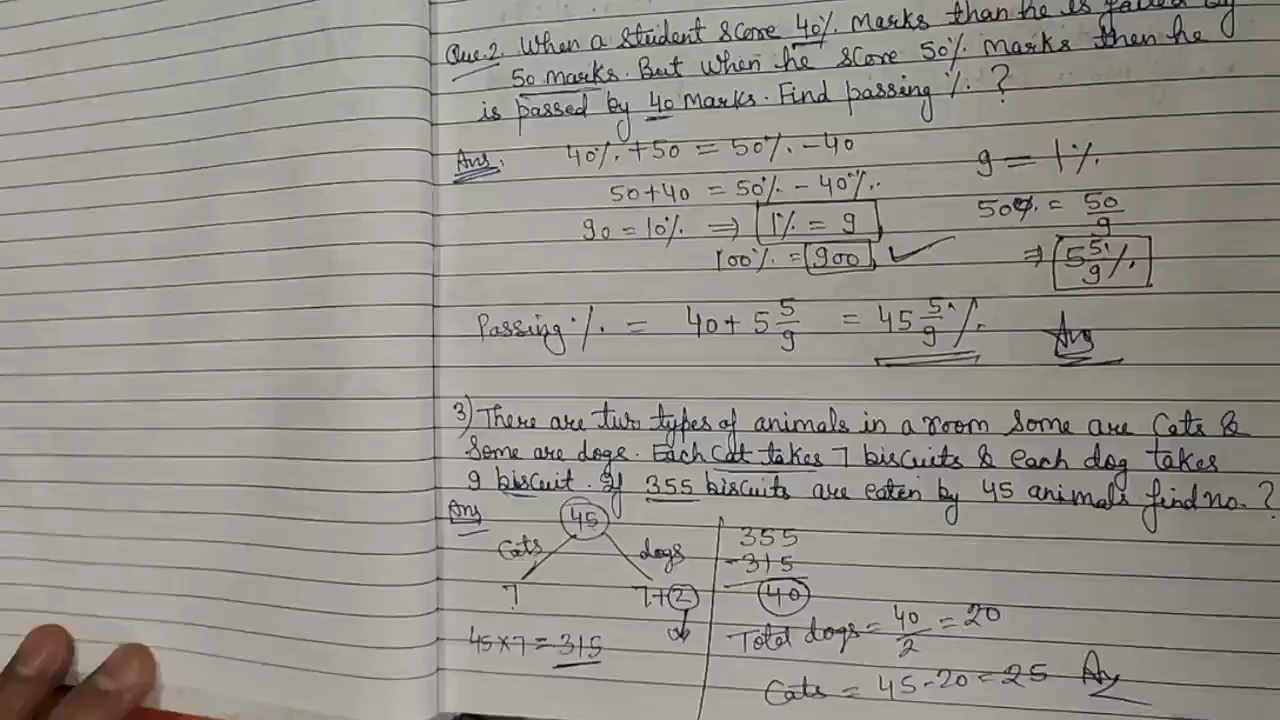 Que.2. When a student score 40% marks than he is failed by
50 marks. But when he score 50% marks then he
is passed by 40 marks. Find passing %. ?
Ans. 40% + 50 = 50% - 40
50 + 40 = 50% - 40%
90 = 10% ⇒ 1% = 9
100% = 900 ✓
9 = 1%
50 = 50/9
⇒ 5 5/9 %
Passing % = 40 + 5 5/9 = 45 5/9 % Ans
3) There are two types of animals in a room Some are Cats &
Some are dogs. Each Cat takes 7 biscuits & each dog takes
9 biscuit. If 355 biscuits are eaten by 45 animals find no. ?
Ans 45
Cats dogs
7 7+2
45×7 = 315
355
-315
40
Total dogs = 40/2 = 20
Cats = 45-20 = 25 Ans